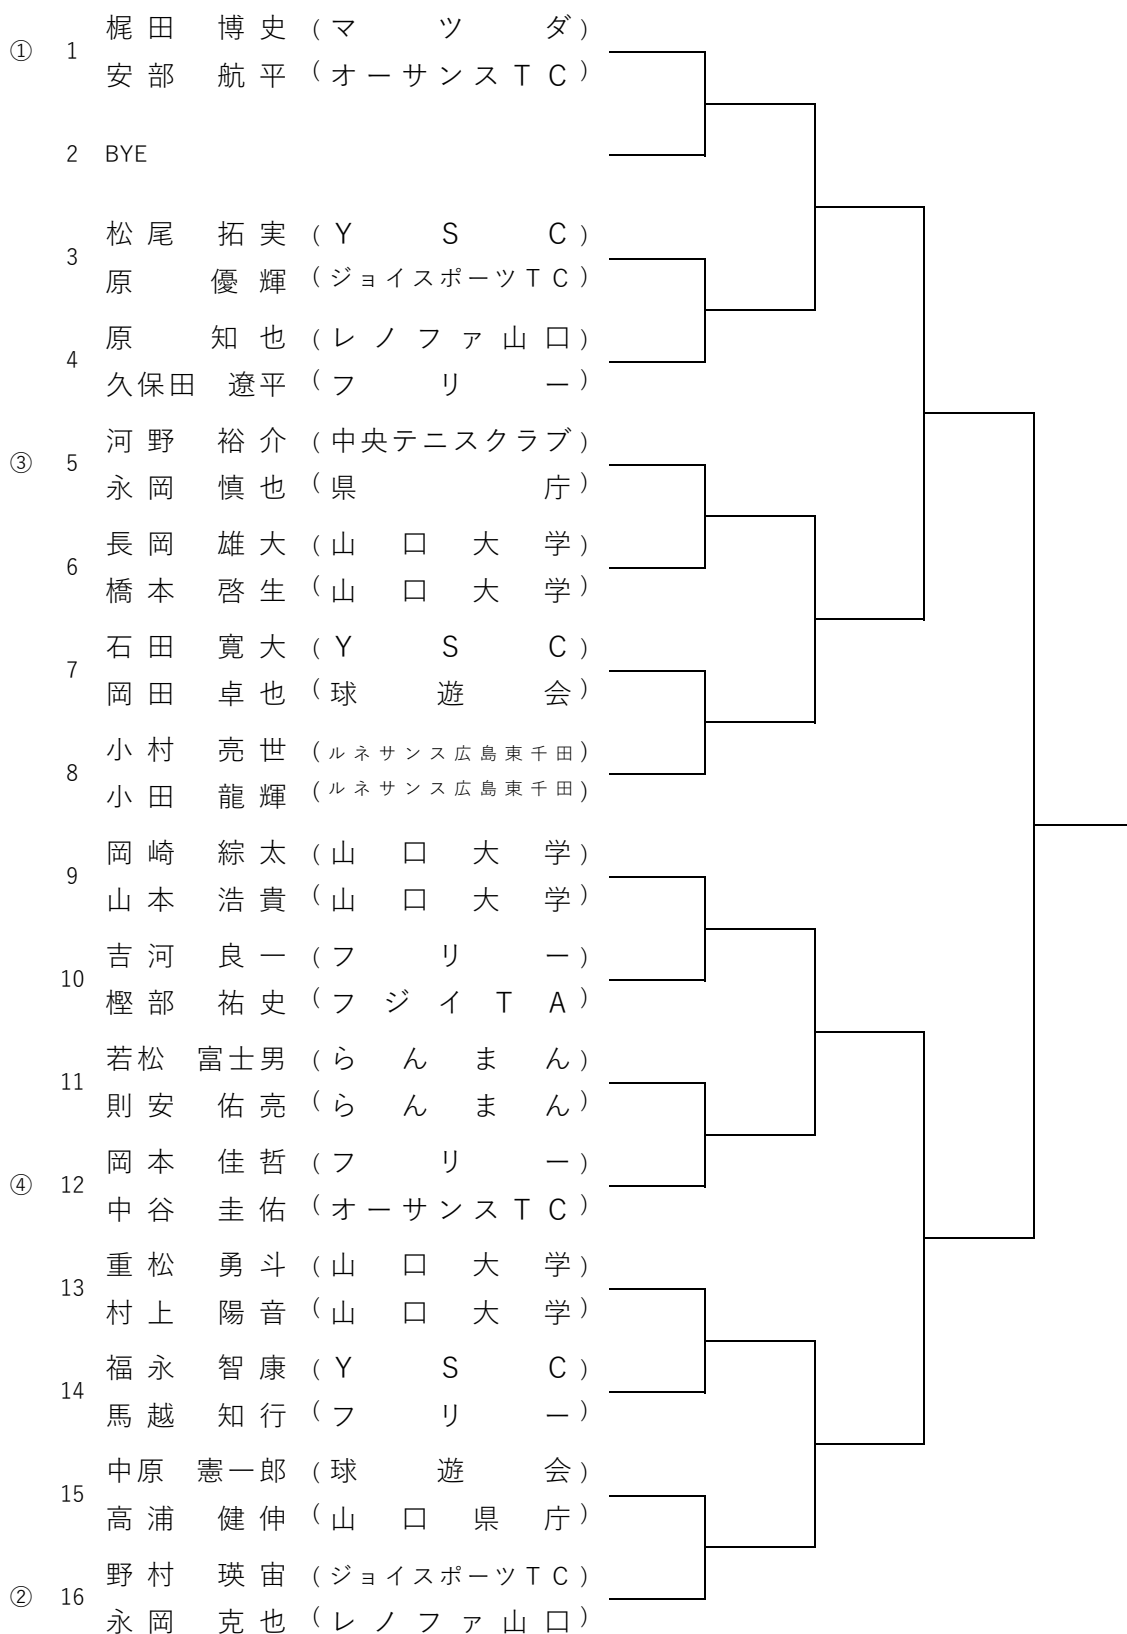 梶田 博史 (マツダ)
① 1
安部 航平 (オーサンスTC)
2 BYE
松尾 拓実 (YSC)
3
原 優輝 (ジョイスポーツTC)
原 知也 (レノファ山口)
4
久保田 遼平 (フリー)
河野 裕介 (中央テニスクラブ)
③ 5
永岡 慎也 (県庁)
長岡 雄大 (山口大学)
6
橋本 啓生 (山口大学)
石田 寛大 (YSC)
7
岡田 卓也 (球遊会)
小村 亮世 (ルネサンス広島東千田)
8
小田 龍輝 (ルネサンス広島東千田)
岡崎 綜太 (山口大学)
9
山本 浩貴 (山口大学)
吉河 良一 (フリー)
10
樫部 祐史 (フジイTA)
若松 富士男 (らんまん)
11
則安 佑亮 (らんまん)
岡本 佳哲 (フリー)
④ 12
中谷 圭佑 (オーサンスTC)
重松 勇斗 (山口大学)
13
村上 陽音 (山口大学)
福永 智康 (YSC)
14
馬越 知行 (フリー)
中原 憲一郎 (球遊会)
15
高浦 健伸 (山口県庁)
野村 瑛宙 (ジョイスポーツTC)
② 16
永岡 克也 (レノファ山口)